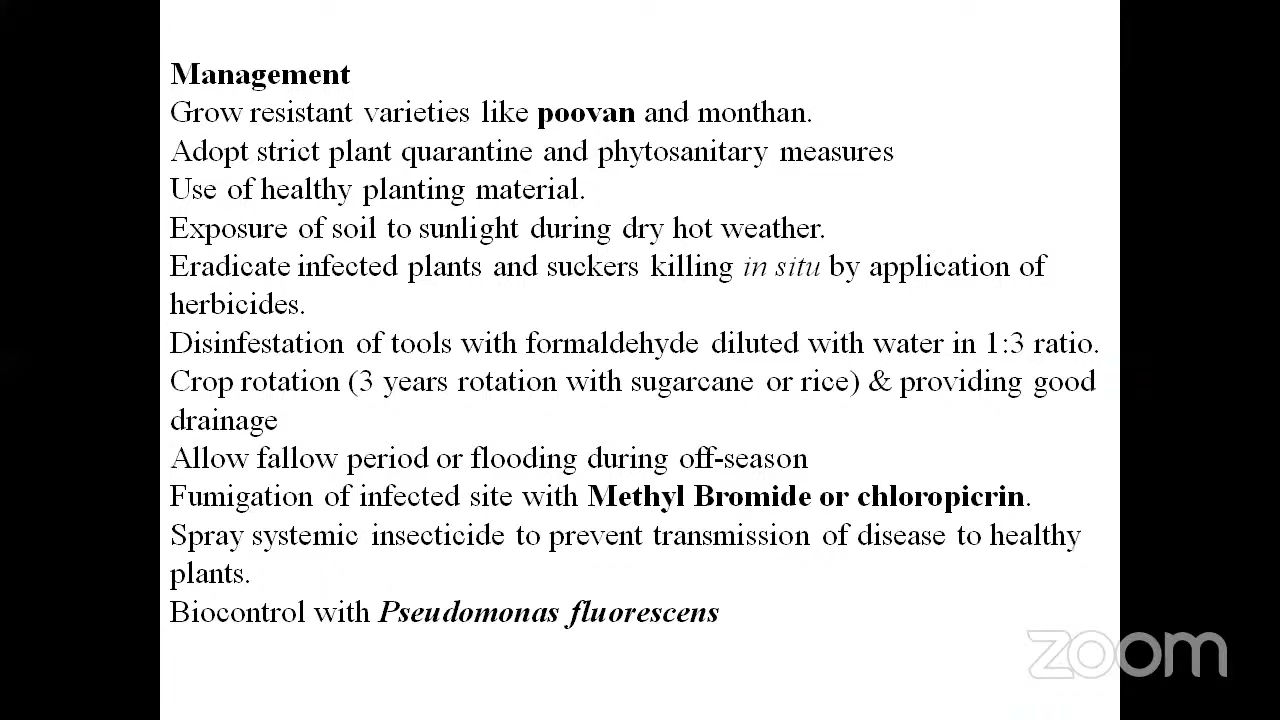 Management
Grow resistant varieties like poovan and monthan.
Adopt strict plant quarantine and phytosanitary measures
Use of healthy planting material.
Exposure of soil to sunlight during dry hot weather.
Eradicate infected plants and suckers killing in situ by application of
herbicides.
Disinfestation of tools with formaldehyde diluted with water in 1:3 ratio.
Crop rotation (3 years rotation with sugarcane or rice) & providing good
drainage
Allow fallow period or flooding during off-season
Fumigation of infected site with Methyl Bromide or chloropicrin.
Spray systemic insecticide to prevent transmission of disease to healthy
plants.
Biocontrol with Pseudomonas fluorescens
zoom